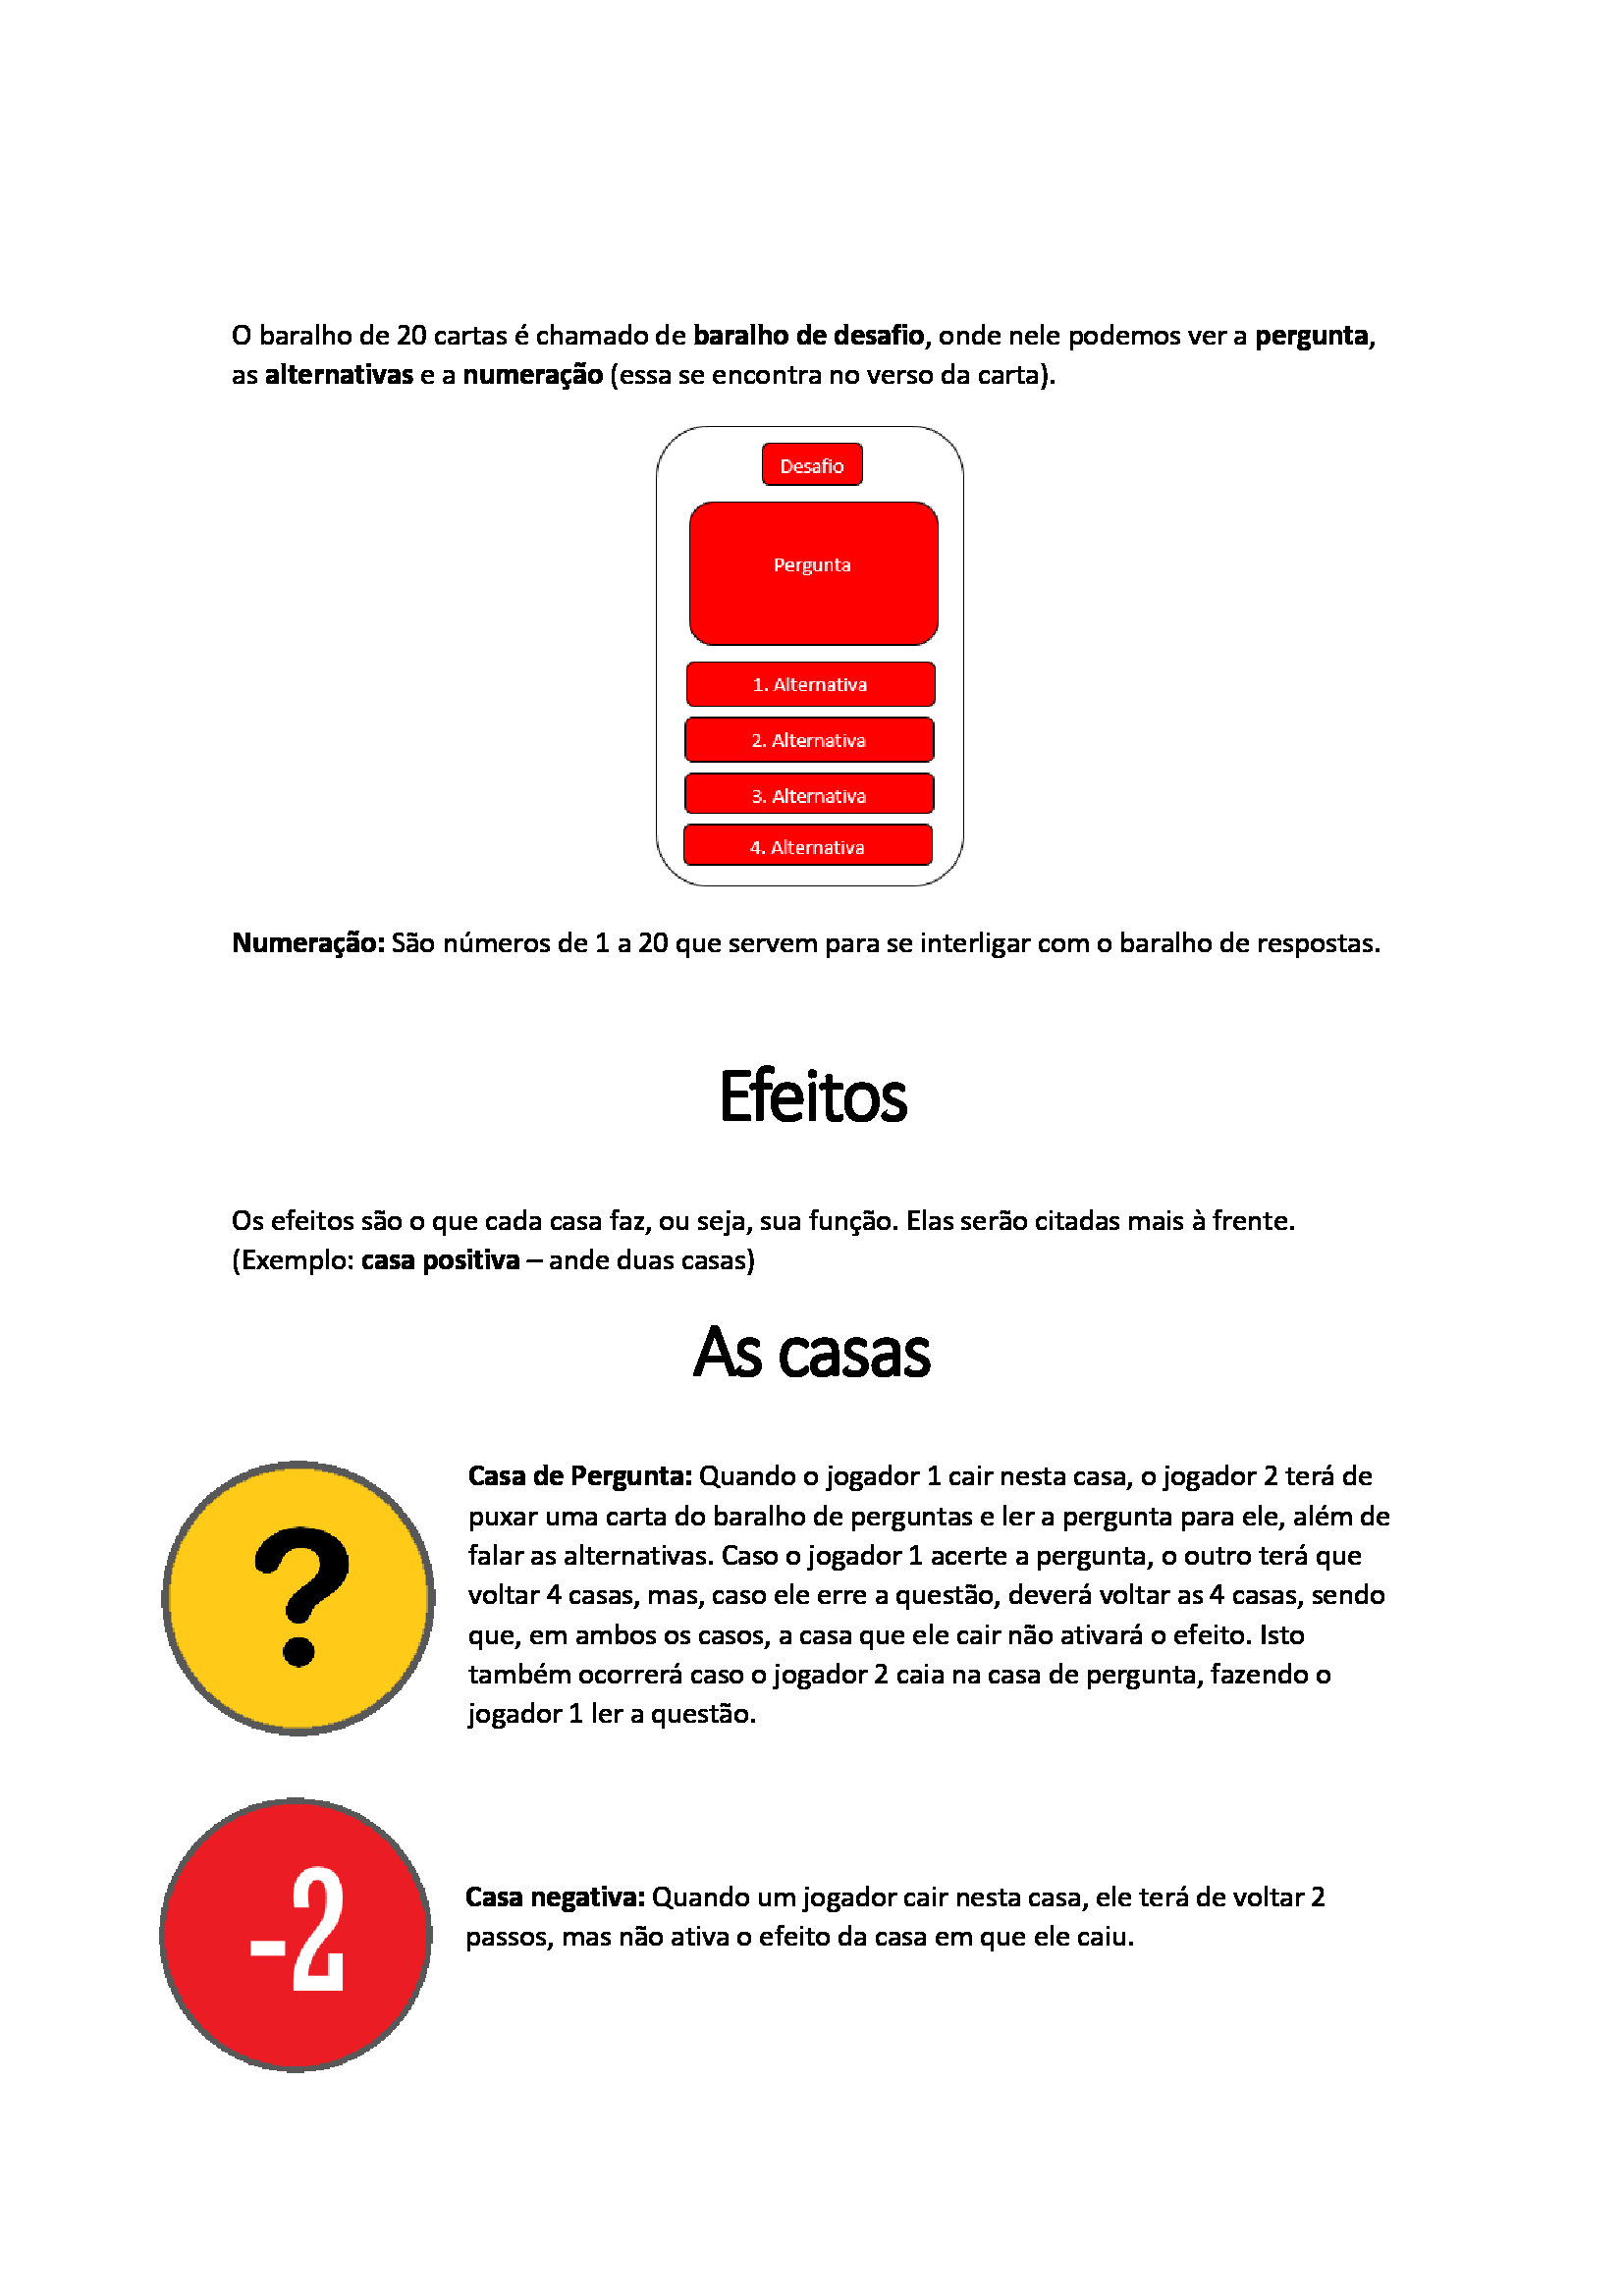 O baralho de 20 cartas é chamado de baralho de desafio, onde nele podemos ver a pergunta,
as alternativas e a numeração (essa se encontra no verso da carta).
Desafio
Pergunta
1. Alternativa
2. Alternativa
3. Alternativa
4. Alternativa
Numeração: São números de 1 a 20 que servem para se interligar com o baralho de respostas.
Efeitos
Os efeitos são o que cada casa faz, ou seja, sua função. Elas serão citadas mais à frente.
(Exemplo: casa positiva – ande duas casas)
As casas
?
Casa de Pergunta: Quando o jogador 1 cair nesta casa, o jogador 2 terá de
puxar uma carta do baralho de perguntas e ler a pergunta para ele, além de
falar as alternativas. Caso o jogador 1 acerte a pergunta, o outro terá que
voltar 4 casas, mas, caso ele erre a questão, deverá voltar as 4 casas, sendo
que, em ambos os casos, a casa que ele cair não ativará o efeito. Isto
também ocorrerá caso o jogador 2 caia na casa de pergunta, fazendo o
jogador 1 ler a questão.
-2
Casa negativa: Quando um jogador cair nesta casa, ele terá de voltar 2
passos, mas não ativa o efeito da casa em que ele caiu.